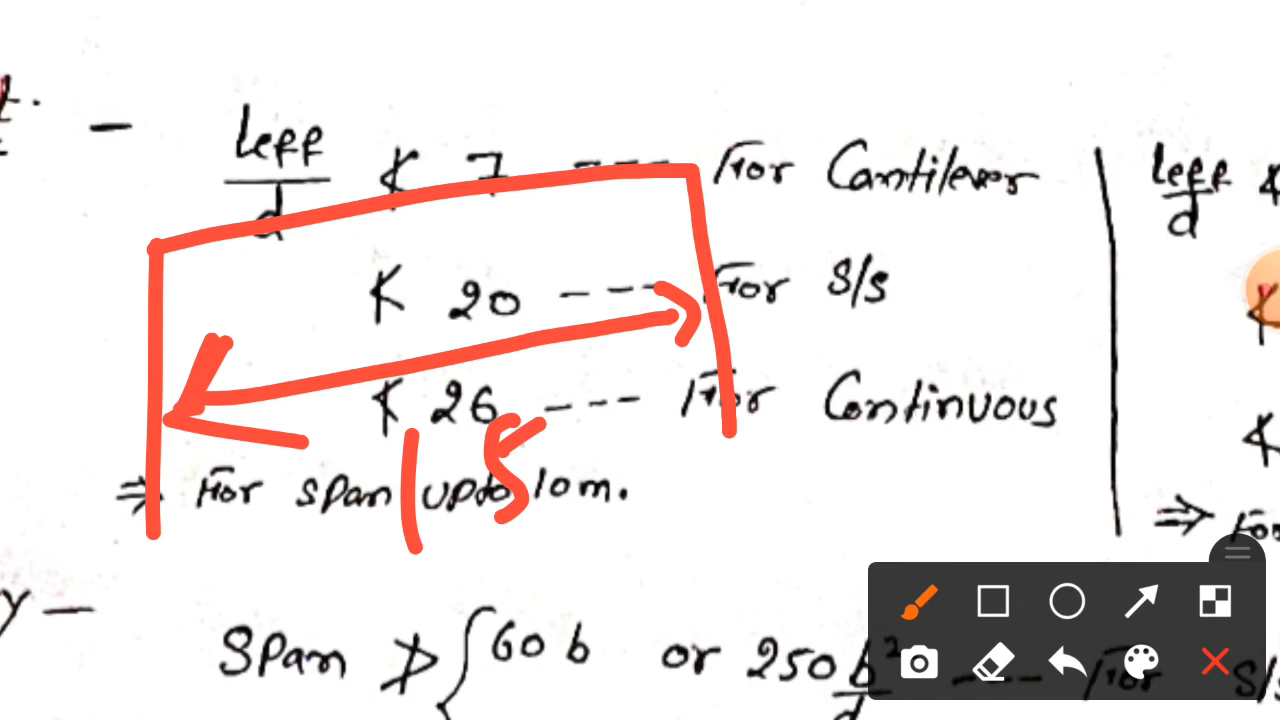 t. — leff/d ≮ 7 --- For Cantilever | leff/d ≮
≮ 20 --- For S/s ≮
≮ 26 --- For Continuous ≮
15
⇒ For span upto 10m. ⇒ For
y — Span ≯ { 60 b or 250 b²/d ---- For S/s